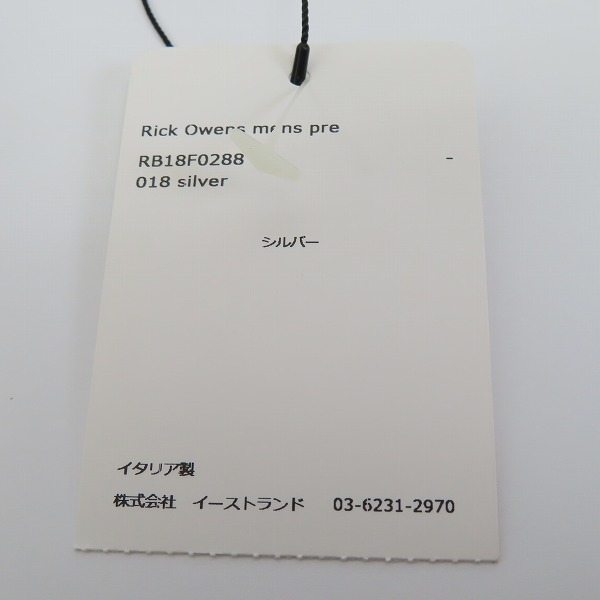 Rick Owens mens pre
RB18F0288 -
018 silver
シルバー
イタリア製
株式会社 イーストランド 03-6231-2970